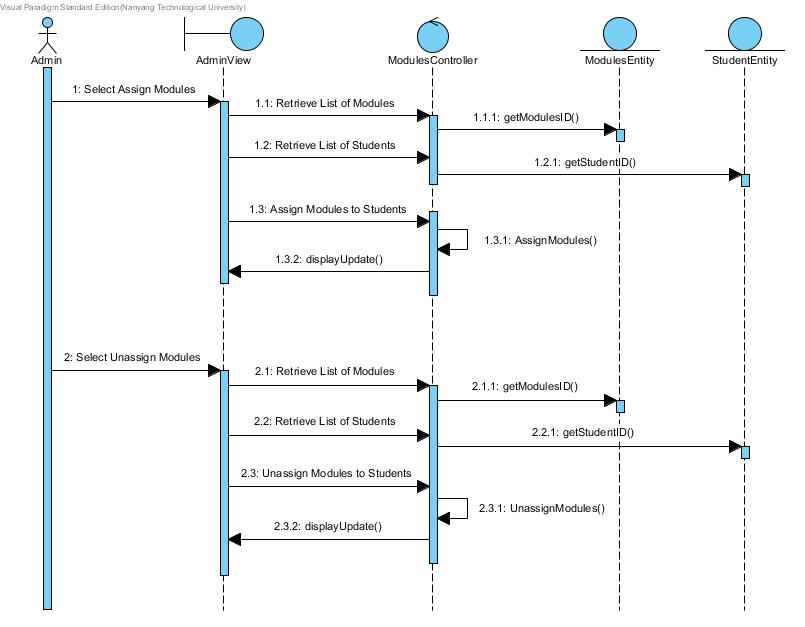 Visual Paradigm Standard Edition(Nanyang Technological University)
Admin
AdminView
ModulesController
ModulesEntity
StudentEntity
1: Select Assign Modules
1.1: Retrieve List of Modules
1.1.1: getModulesID()
1.2: Retrieve List of Students
1.2.1: getStudentID()
1.3: Assign Modules to Students
1.3.1: AssignModules()
1.3.2: displayUpdate()
2: Select Unassign Modules
2.1: Retrieve List of Modules
2.1.1: getModulesID()
2.2: Retrieve List of Students
2.2.1: getStudentID()
2.3: Unassign Modules to Students
2.3.1: UnassignModules()
2.3.2: displayUpdate()